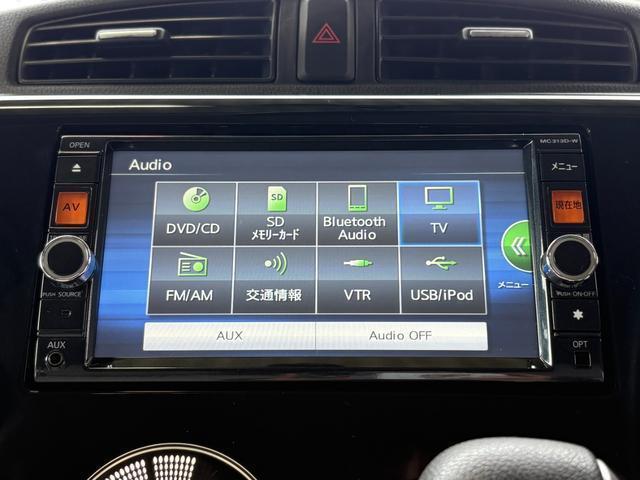 OPEN
MC313D-W
メニュー
AV
現在地
PUSH SOURCE
PUSH ON·OFF
AUX
OPT
Audio
DVD/CD
SD
メモリーカード
Bluetooth
Audio
TV
FM/AM
交通情報
VTR
USB/iPod
メニュー
AUX
Audio OFF
SD